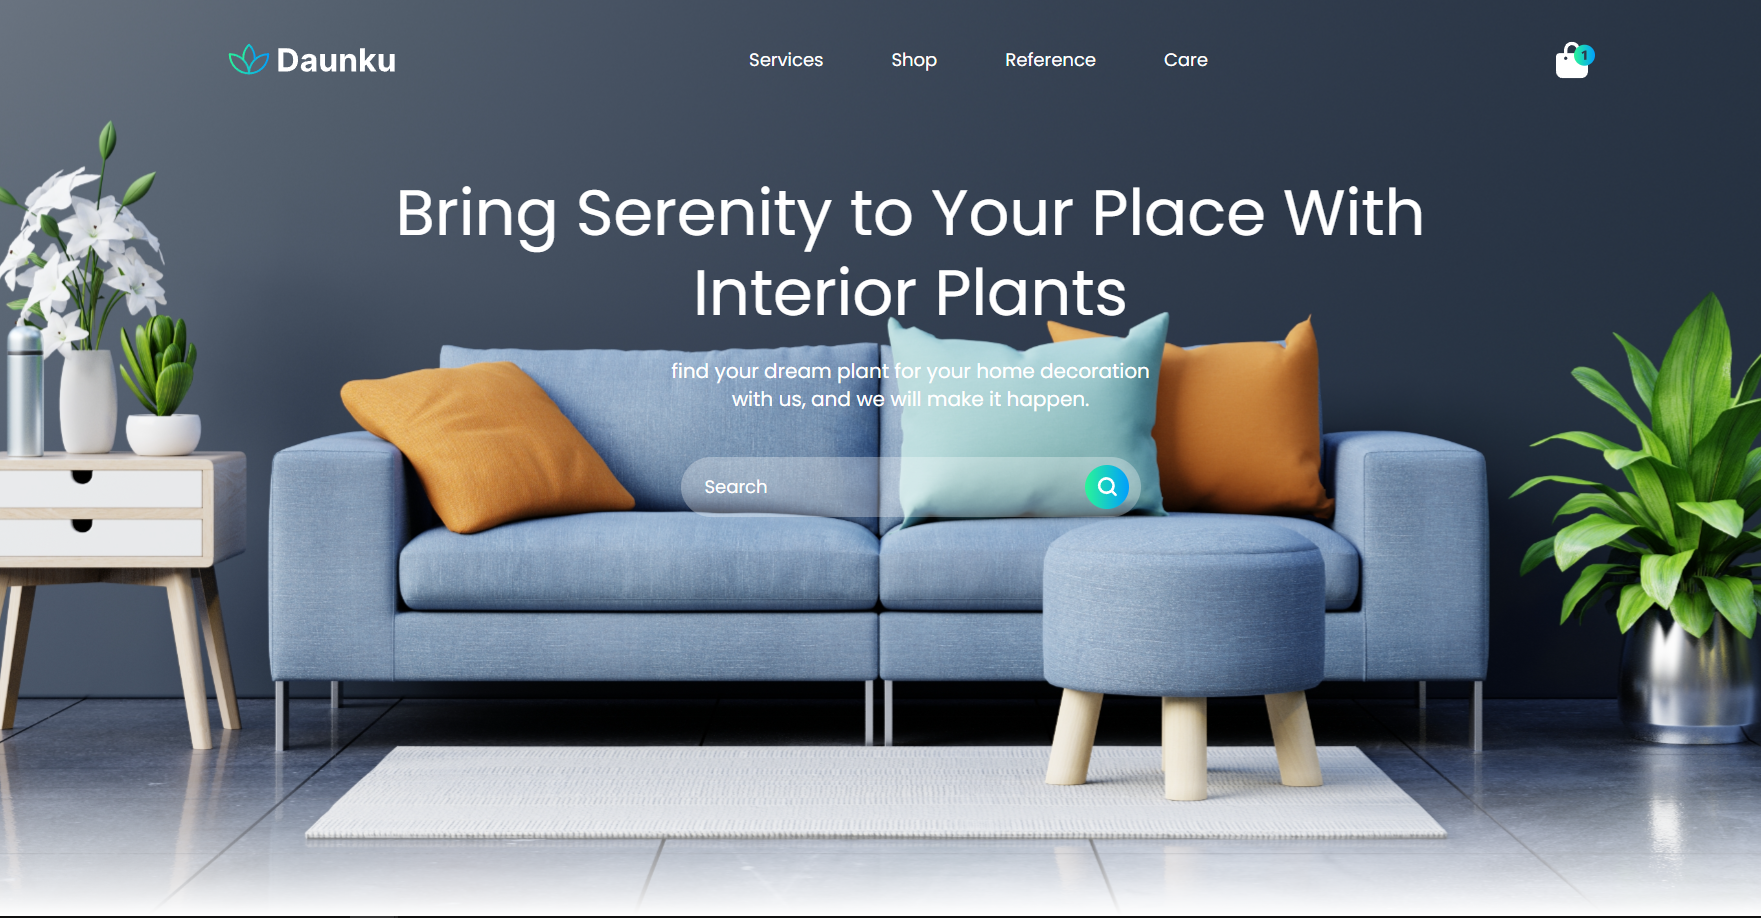 Daunku
Services
Shop
Reference
Care
1
Bring Serenity to Your Place With
Interior Plants
find your dream plant for your home decoration
with us, and we will make it happen.
Search